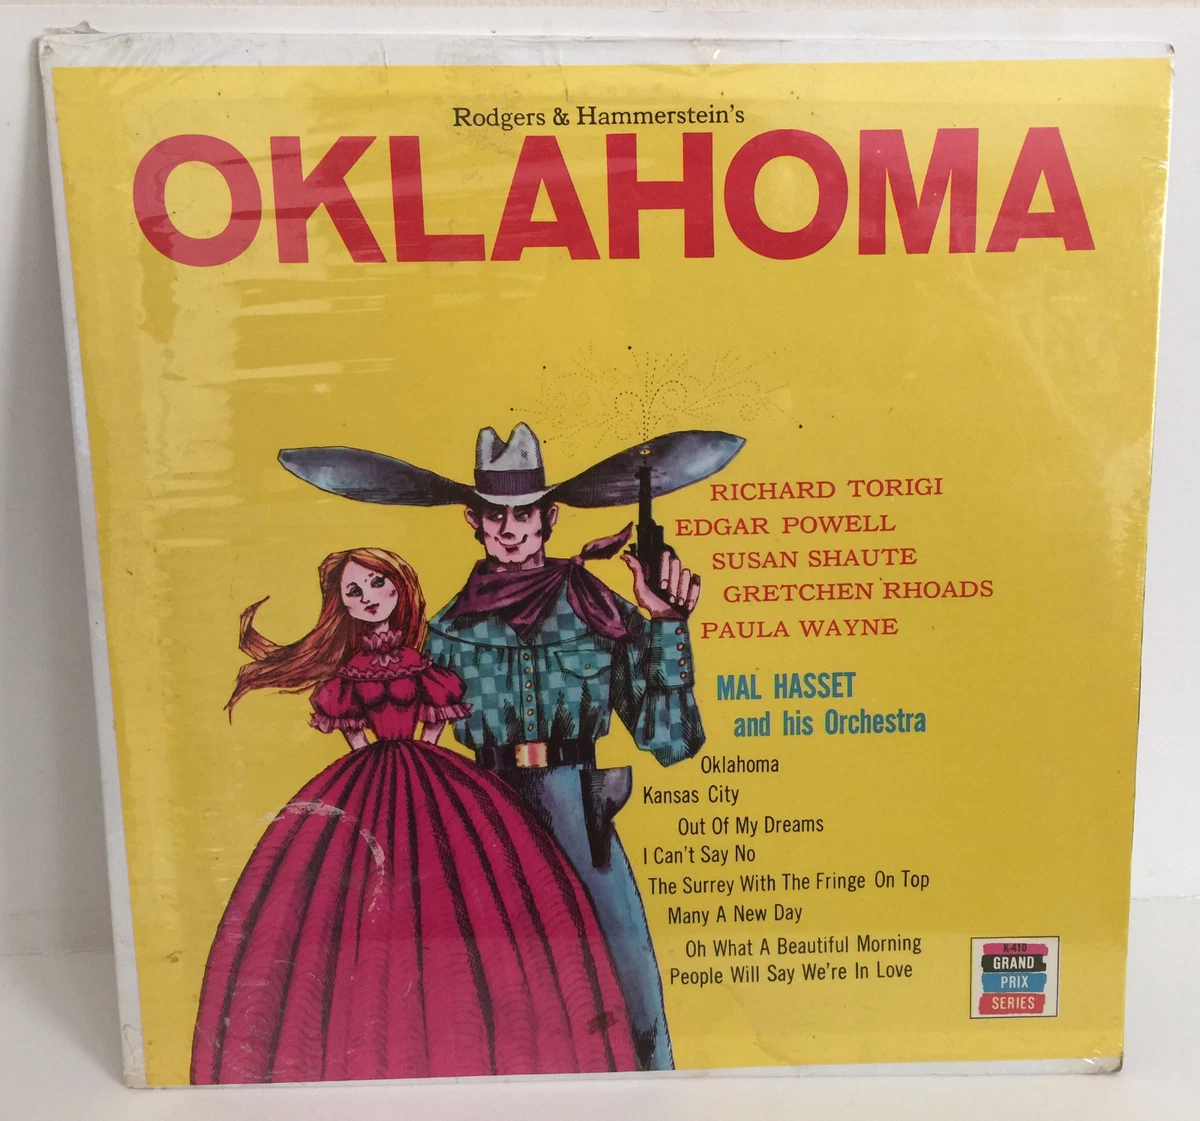 Rodgers & Hammerstein's
OKLAHOMA
RICHARD TORIGI
EDGAR POWELL
SUSAN SHAUTE
GRETCHEN RHOADS
PAULA WAYNE
MAL HASSET
and his Orchestra
Oklahoma
Kansas City
Out Of My Dreams
I Can't Say No
The Surrey With The Fringe On Top
Many A New Day
Oh What A Beautiful Morning
People Will Say We're In Love
K-410
GRAND
PRIX
SERIES